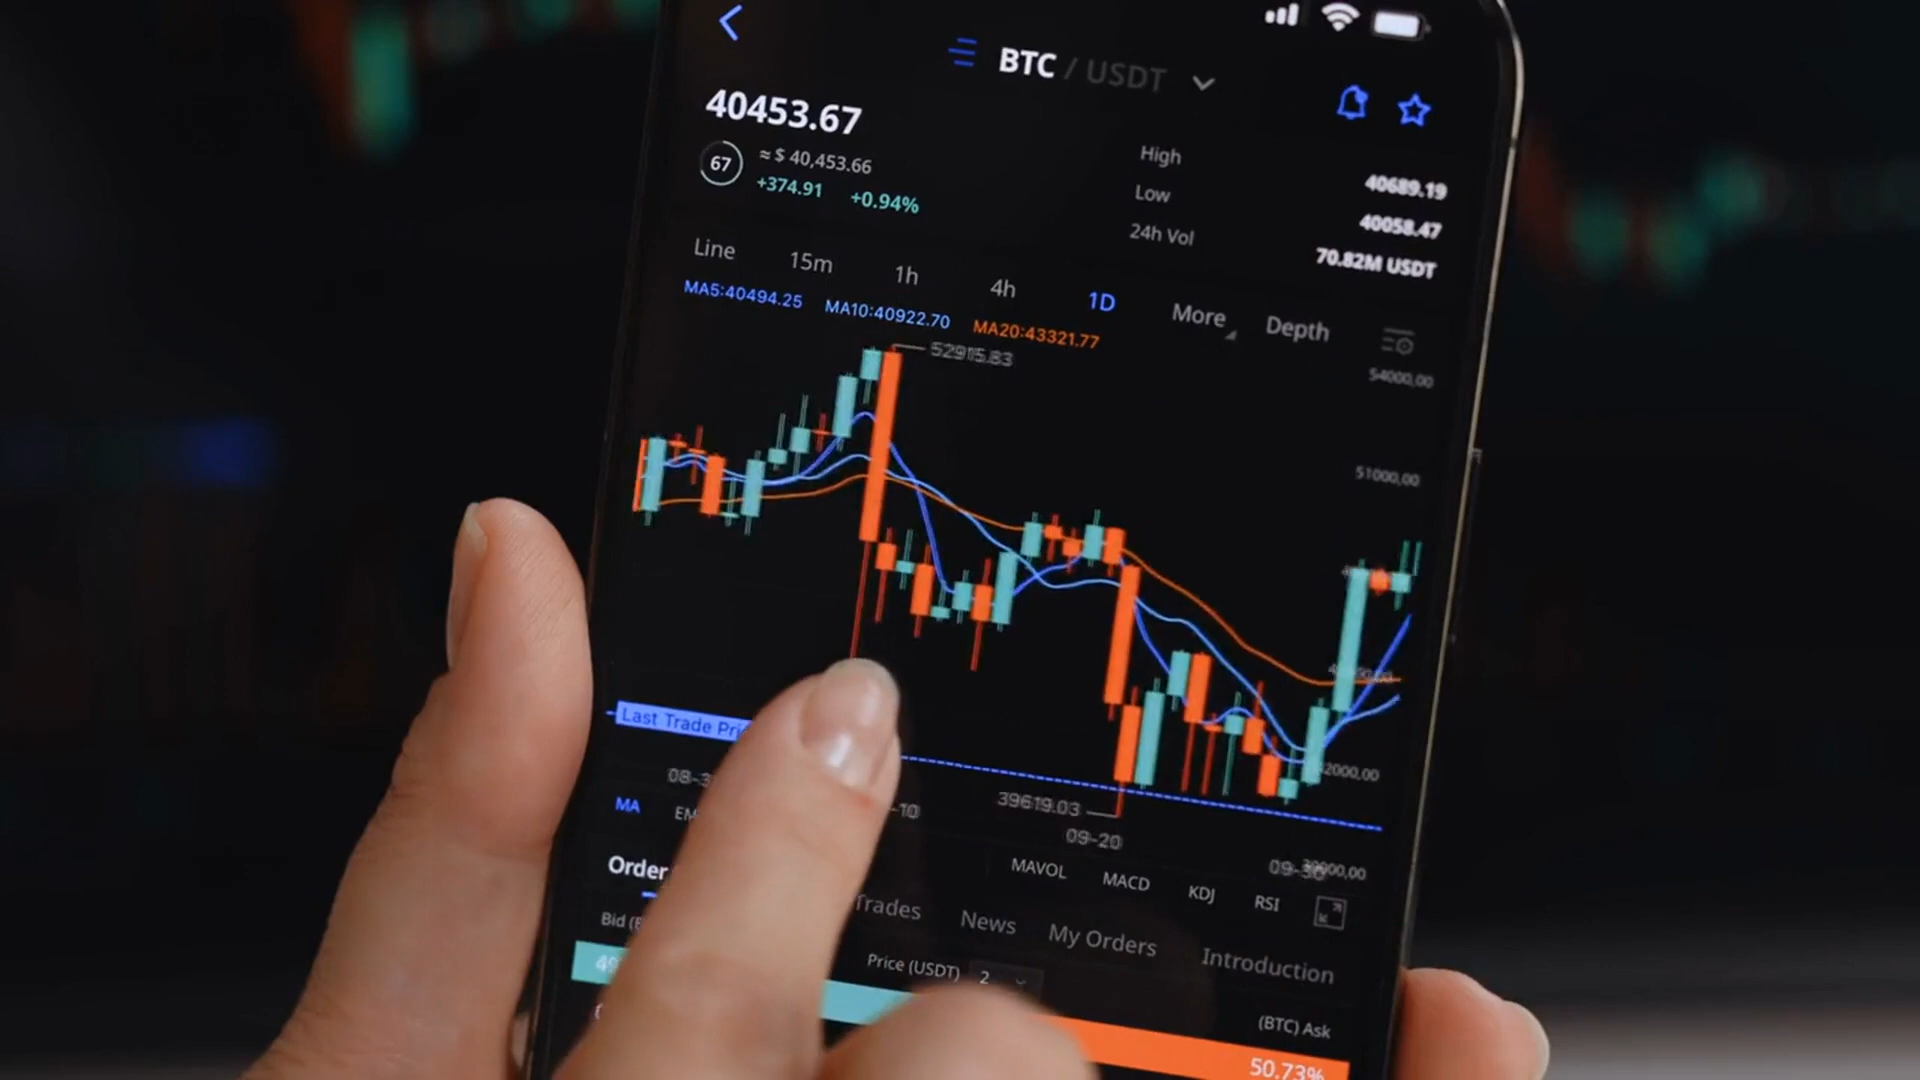 BTC / USDT
40453.67
67
≈ $ 40,453.66
+374.91 +0.94%
High 40689.19
Low 40058.47
24h Vol 70.82M USDT
Line 15m 1h 4h 1D More Depth
MA5:40494.25 MA10:40922.70 MA20:43321.77
52915.83
54000,00
51000,00
Last Trade
39619.03
09-20
MA
MAVOL MACD KDJ RSI
Order
Trades News My Orders Introduction
Bid
Price (USDT) 2
(BTC) Ask
50.73%